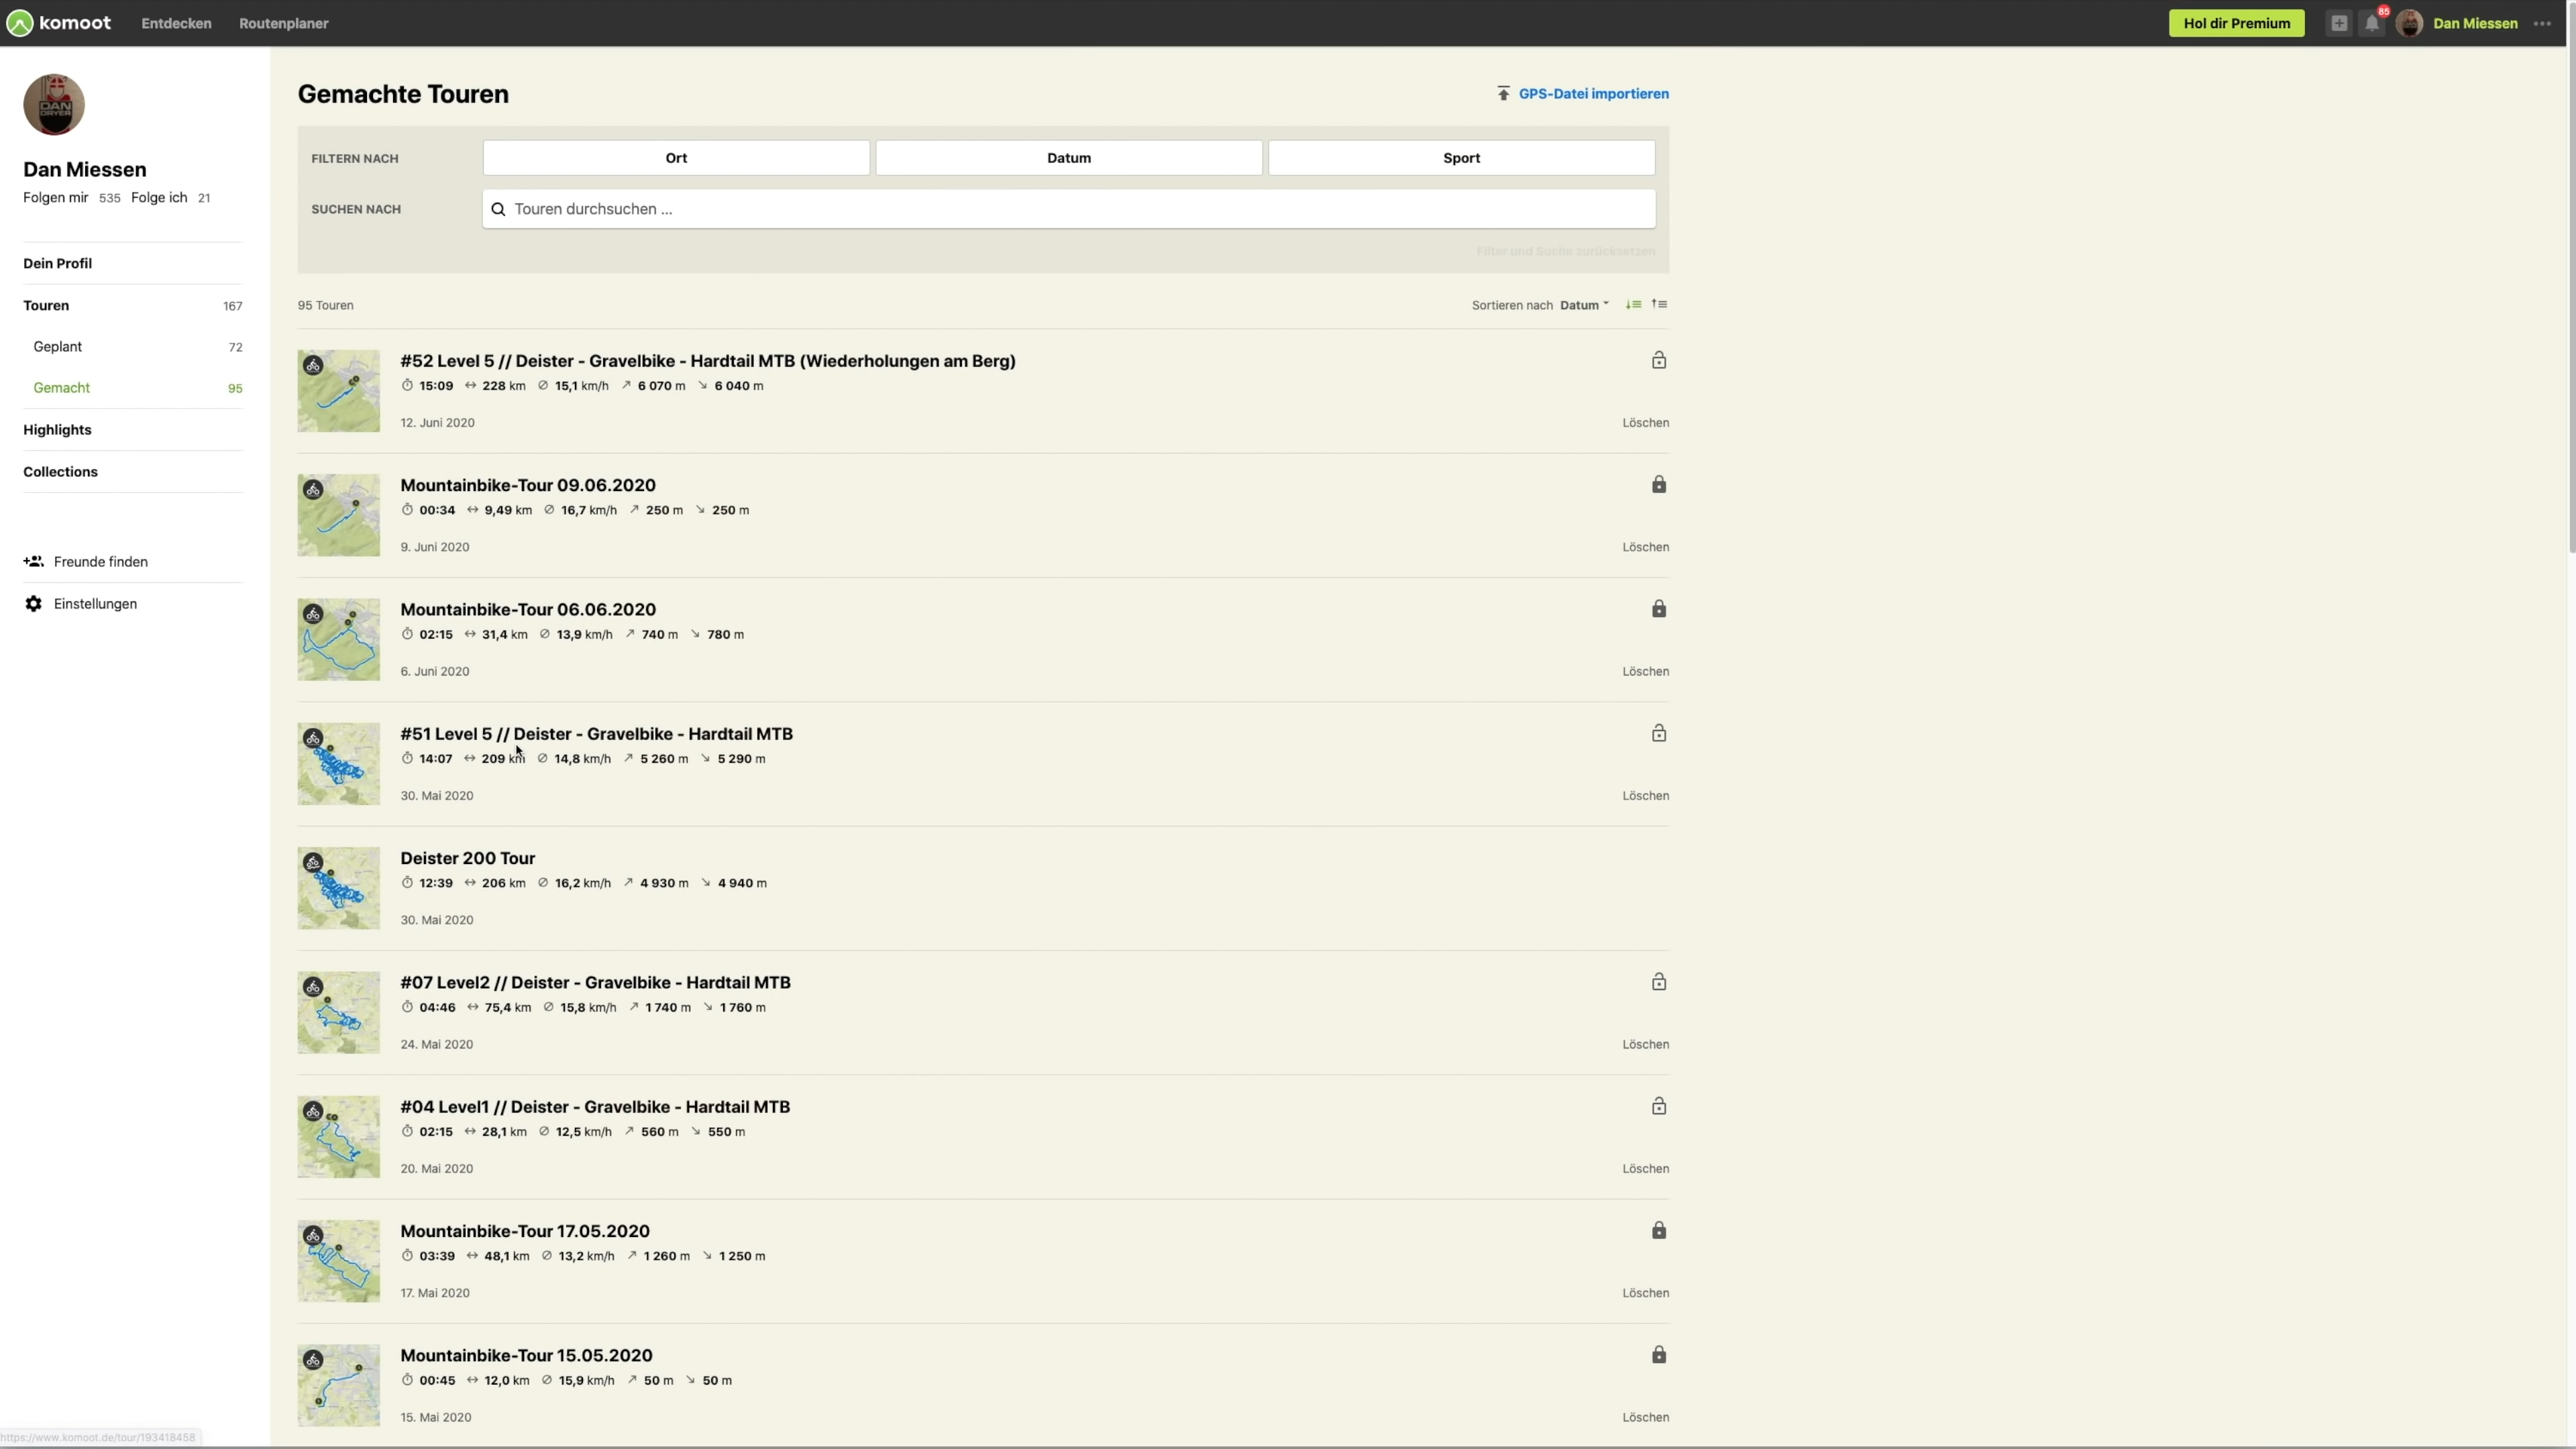 komoot Entdecken Routenplaner Hol dir Premium 85 Dan Miessen
Dan Miessen
Folgen mir 535 Folge ich 21
Dein Profil
Touren 167
Geplant 72
Gemacht 95
Highlights
Collections
Freunde finden
Einstellungen
Gemachte Touren
GPS-Datei importieren
FILTERN NACH Ort Datum Sport
SUCHEN NACH Touren durchsuchen ...
Filter und Suche zurücksetzen
95 Touren Sortieren nach Datum
#52 Level 5 // Deister - Gravelbike - Hardtail MTB (Wiederholungen am Berg)
15:09 228 km 15,1 km/h 6 070 m 6 040 m
12. Juni 2020 Löschen
Mountainbike-Tour 09.06.2020
00:34 9,49 km 16,7 km/h 250 m 250 m
9. Juni 2020 Löschen
Mountainbike-Tour 06.06.2020
02:15 31,4 km 13,9 km/h 740 m 780 m
6. Juni 2020 Löschen
#51 Level 5 // Deister - Gravelbike - Hardtail MTB
14:07 209 km 14,8 km/h 5 260 m 5 290 m
30. Mai 2020 Löschen
Deister 200 Tour
12:39 206 km 16,2 km/h 4 930 m 4 940 m
30. Mai 2020
#07 Level2 // Deister - Gravelbike - Hardtail MTB
04:46 75,4 km 15,8 km/h 1 740 m 1 760 m
24. Mai 2020 Löschen
#04 Level1 // Deister - Gravelbike - Hardtail MTB
02:15 28,1 km 12,5 km/h 560 m 550 m
20. Mai 2020 Löschen
Mountainbike-Tour 17.05.2020
03:39 48,1 km 13,2 km/h 1 260 m 1 250 m
17. Mai 2020 Löschen
Mountainbike-Tour 15.05.2020
00:45 12,0 km 15,9 km/h 50 m 50 m
15. Mai 2020 Löschen
https://www.komoot.de/tour/193418458